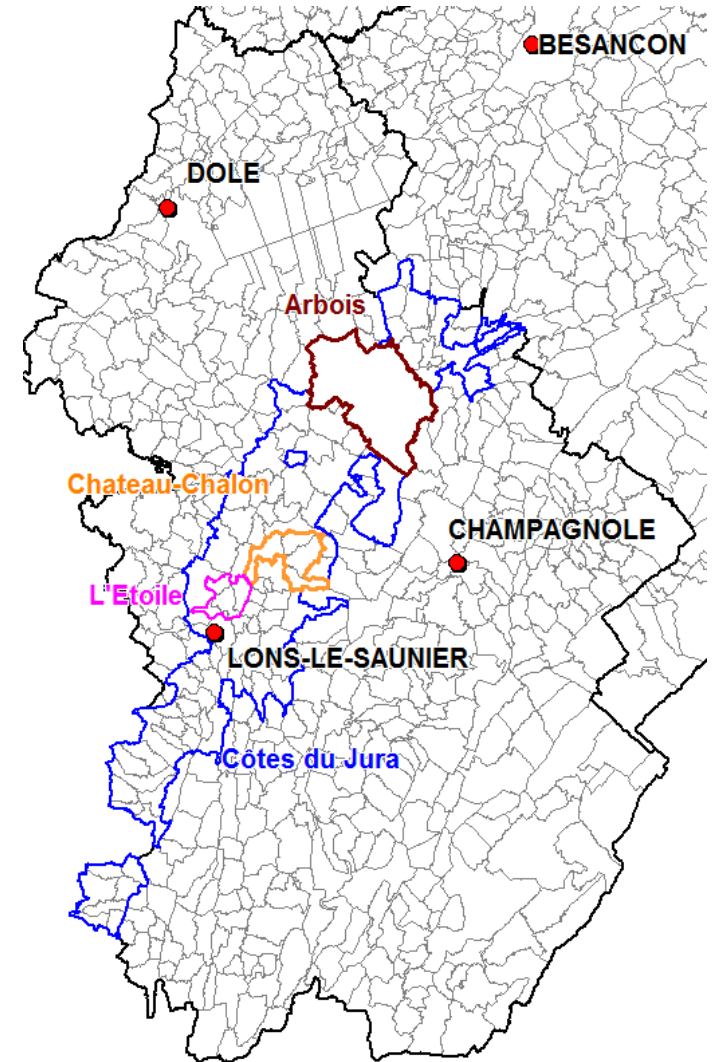 BESANCON
DOLE
Arbois
Chateau-Chalon
CHAMPAGNOLE
L'Etoile
LONS-LE-SAUNIER
Côtes du Jura